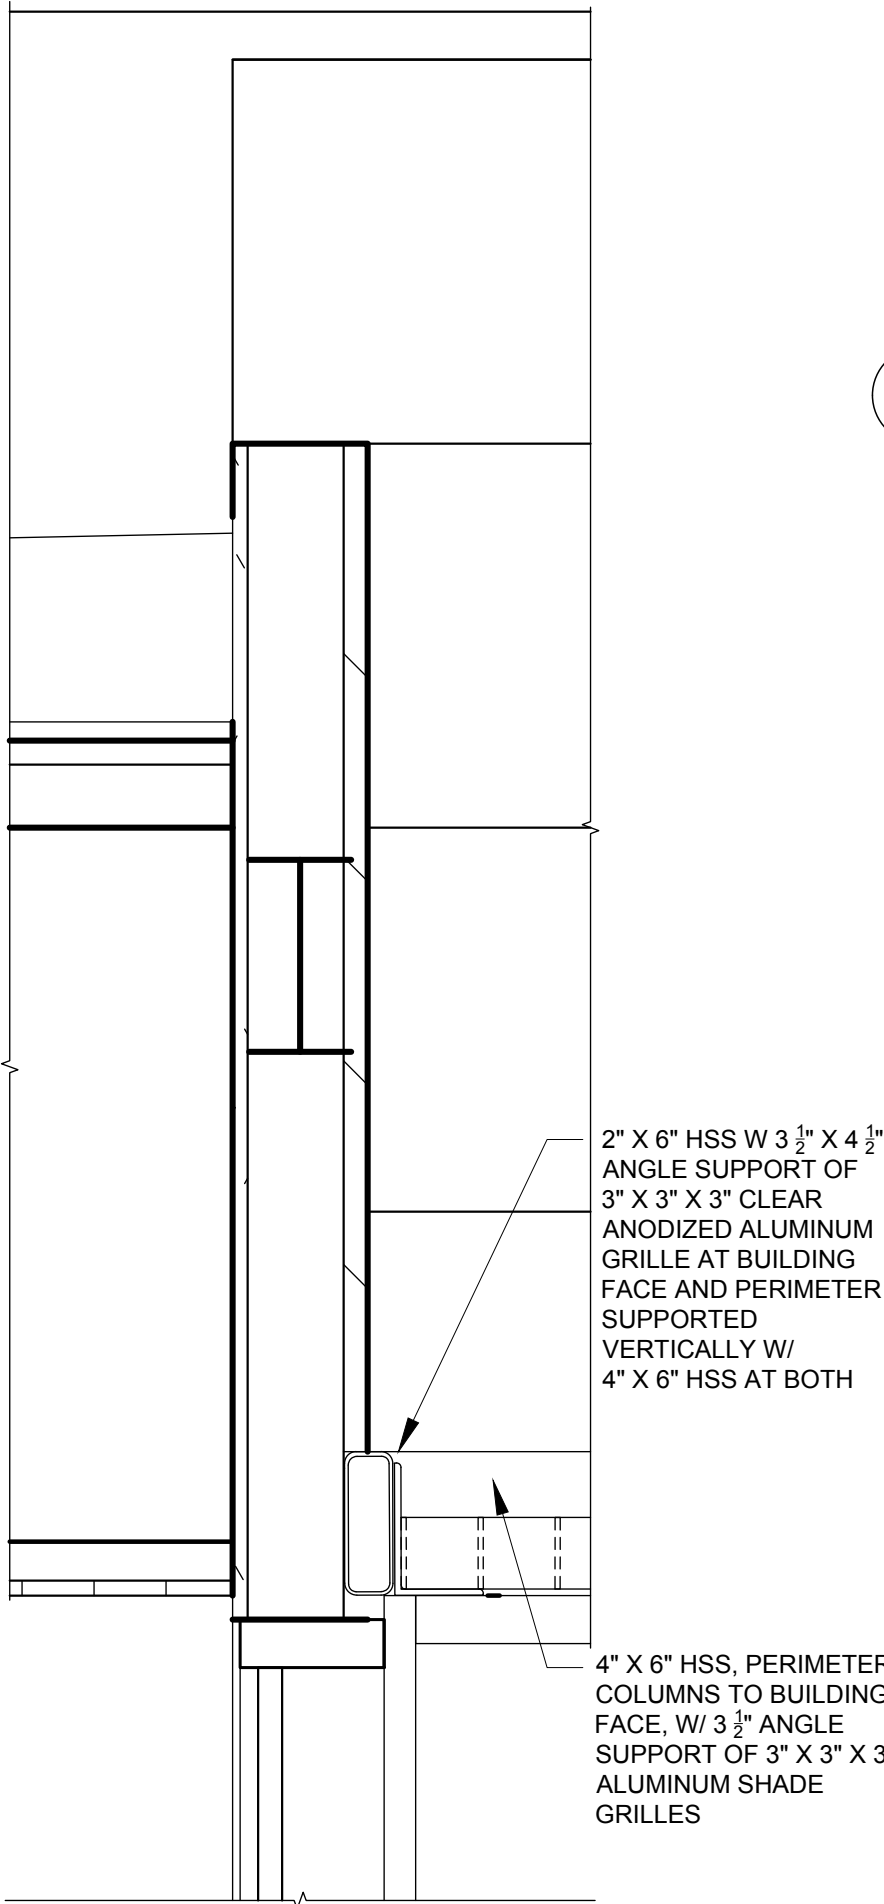 2" X 6" HSS W 3 1/2" X 4 1/2"
ANGLE SUPPORT OF
3" X 3" X 3" CLEAR
ANODIZED ALUMINUM
GRILLE AT BUILDING
FACE AND PERIMETER
SUPPORTED
VERTICALLY W/
4" X 6" HSS AT BOTH
4" X 6" HSS, PERIMETER
COLUMNS TO BUILDING
FACE, W/ 3 1/2" ANGLE
SUPPORT OF 3" X 3" X 3
ALUMINUM SHADE
GRILLES